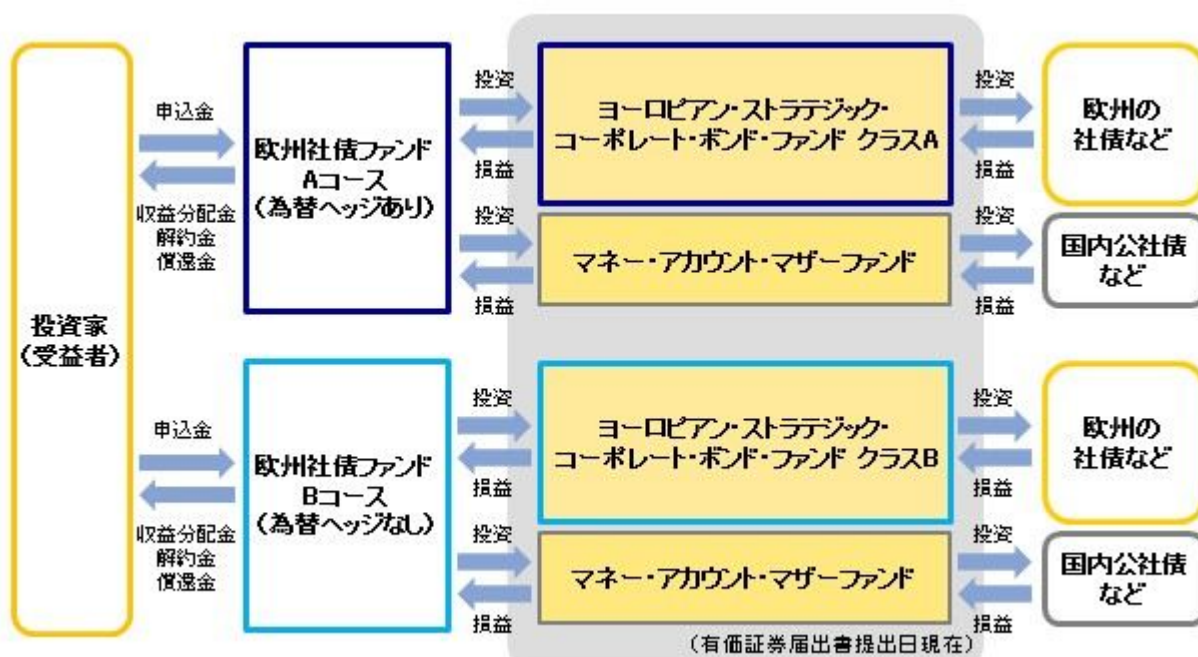 投資家
(受益者)
申込金
収益分配金
解約金
償還金
欧州社債ファンド
Aコース
(為替ヘッジあり)
投資
損益
ヨーロピアン・ストラテジック・
コーポレート・ボンド・ファンド クラスA
投資
損益
欧州の
社債など
投資
損益
マネー・アカウント・マザーファンド
投資
損益
国内公社債
など
申込金
収益分配金
解約金
償還金
欧州社債ファンド
Bコース
(為替ヘッジなし)
投資
損益
ヨーロピアン・ストラテジック・
コーポレート・ボンド・ファンド クラスB
投資
損益
欧州の
社債など
投資
損益
マネー・アカウント・マザーファンド
投資
損益
国内公社債
など
(有価証券届出書提出日現在)